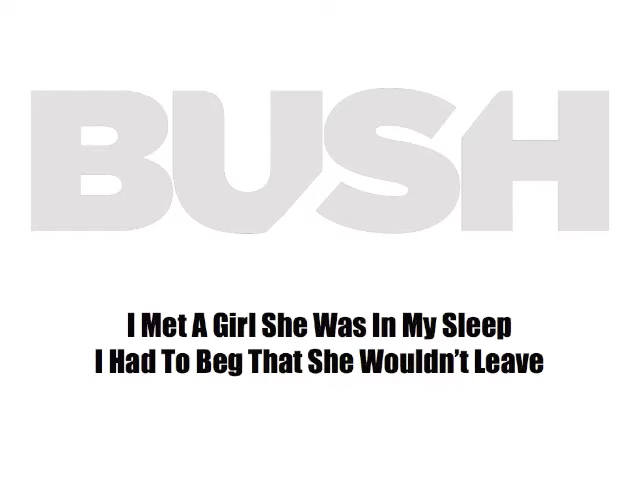 BUSH
I Met A Girl She Was In My Sleep
I Had To Beg That She Wouldn’t Leave